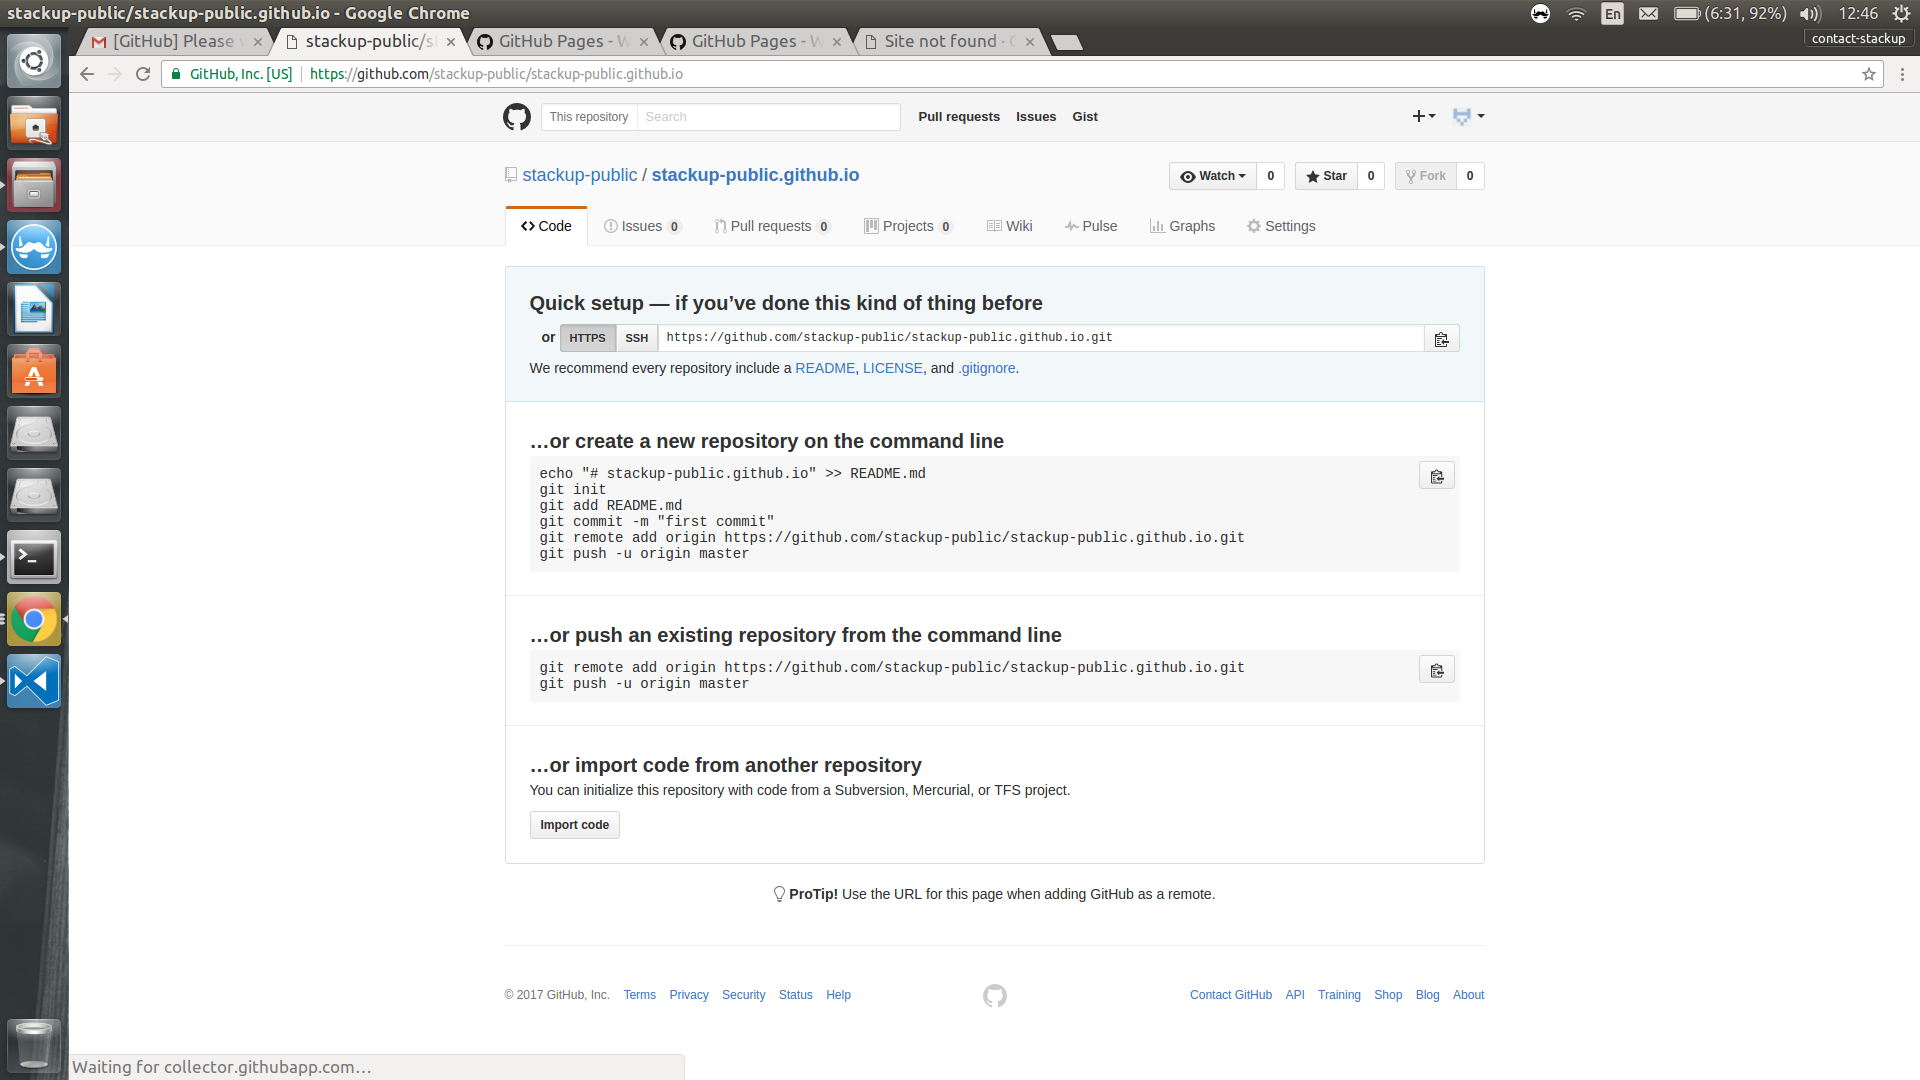 stackup-public/stackup-public.github.io - Google Chrome
En
(6:31, 92%)
12:46
contact-stackup
[GitHub] Please
stackup-public/s
GitHub Pages - W
GitHub Pages - W
Site not found ·
GitHub, Inc. [US]
https://github.com/stackup-public/stackup-public.github.io
This repository
Search
Pull requests
Issues
Gist
stackup-public / stackup-public.github.io
Watch
0
Star
0
Fork
0
Code
Issues 0
Pull requests 0
Projects 0
Wiki
Pulse
Graphs
Settings
Quick setup — if you’ve done this kind of thing before
or
HTTPS
SSH
https://github.com/stackup-public/stackup-public.github.io.git
We recommend every repository include a README, LICENSE, and .gitignore.
…or create a new repository on the command line
echo "# stackup-public.github.io" >> README.md
git init
git add README.md
git commit -m "first commit"
git remote add origin https://github.com/stackup-public/stackup-public.github.io.git
git push -u origin master
…or push an existing repository from the command line
git remote add origin https://github.com/stackup-public/stackup-public.github.io.git
git push -u origin master
…or import code from another repository
You can initialize this repository with code from a Subversion, Mercurial, or TFS project.
Import code
ProTip! Use the URL for this page when adding GitHub as a remote.
© 2017 GitHub, Inc.
Terms
Privacy
Security
Status
Help
Contact GitHub
API
Training
Shop
Blog
About
Waiting for collector.githubapp.com…